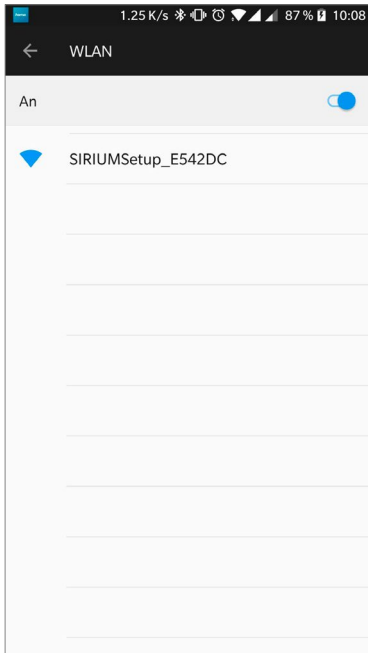 1.25 K/s 87 % 10:08
WLAN
An
SIRIUMSetup_E542DC